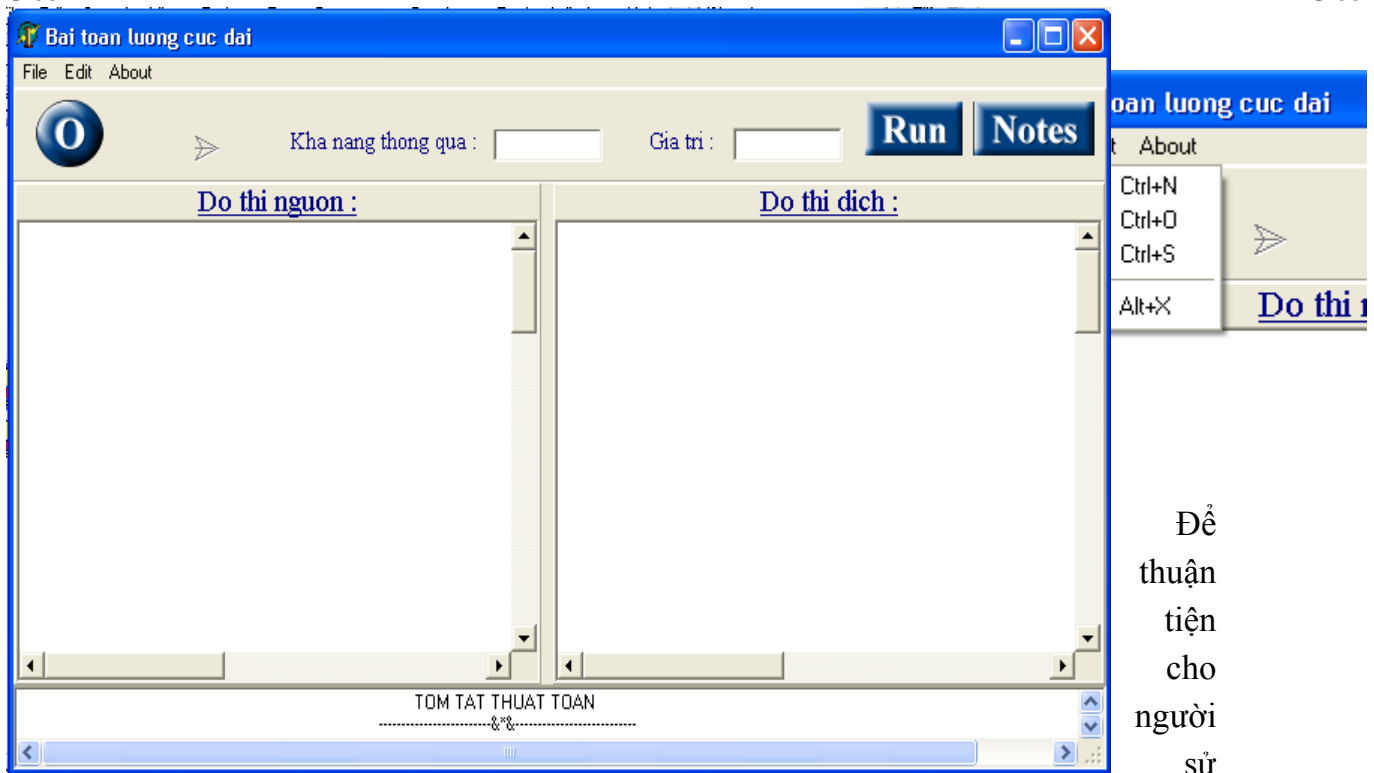 Bai toan luong cuc dai
File Edit About
O
Kha nang thong qua :
Gia tri :
Run
Notes
Do thi nguon :
Do thi dich :
TOM TAT THUAT TOAN
---------------------------&*&-----------------------------
oan luong cuc dai
t About
Ctrl+N
Ctrl+O
Ctrl+S
Alt+X
Do thi
Để
thuận
tiện
cho
người
sử